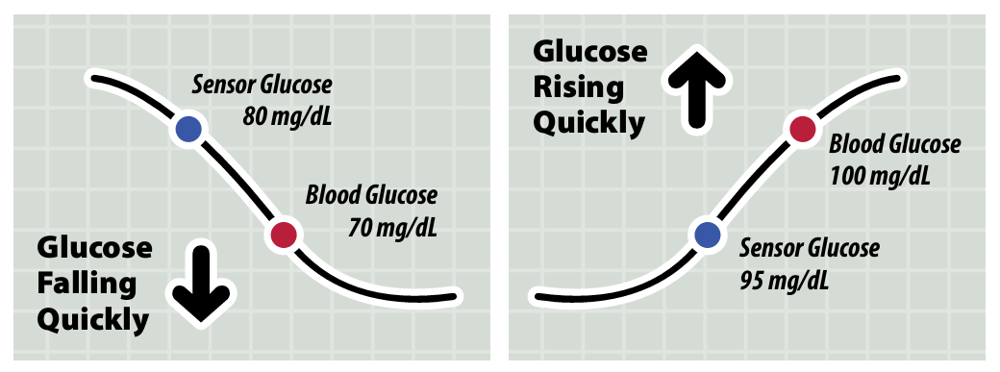 Sensor Glucose
80 mg/dL
Blood Glucose
70 mg/dL
Glucose
Falling
Quickly
Glucose
Rising
Quickly
Blood Glucose
100 mg/dL
Sensor Glucose
95 mg/dL